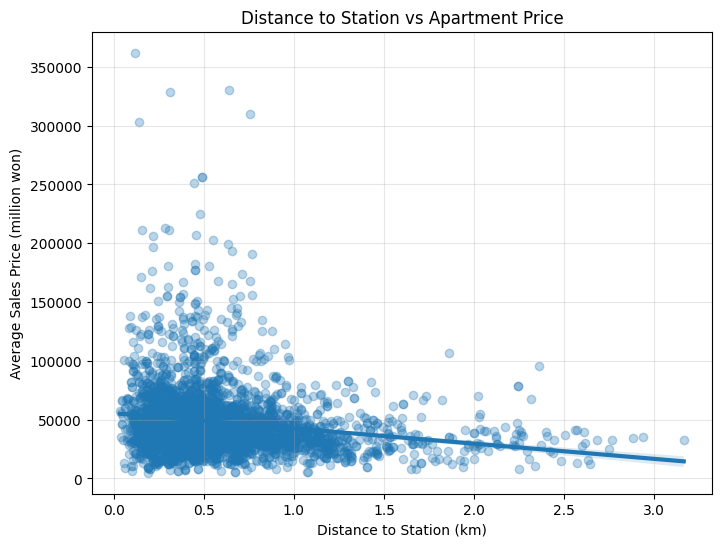 Distance to Station vs Apartment Price
Average Sales Price (million won)
350000
300000
250000
200000
150000
100000
50000
0
0.0 0.5 1.0 1.5 2.0 2.5 3.0
Distance to Station (km)